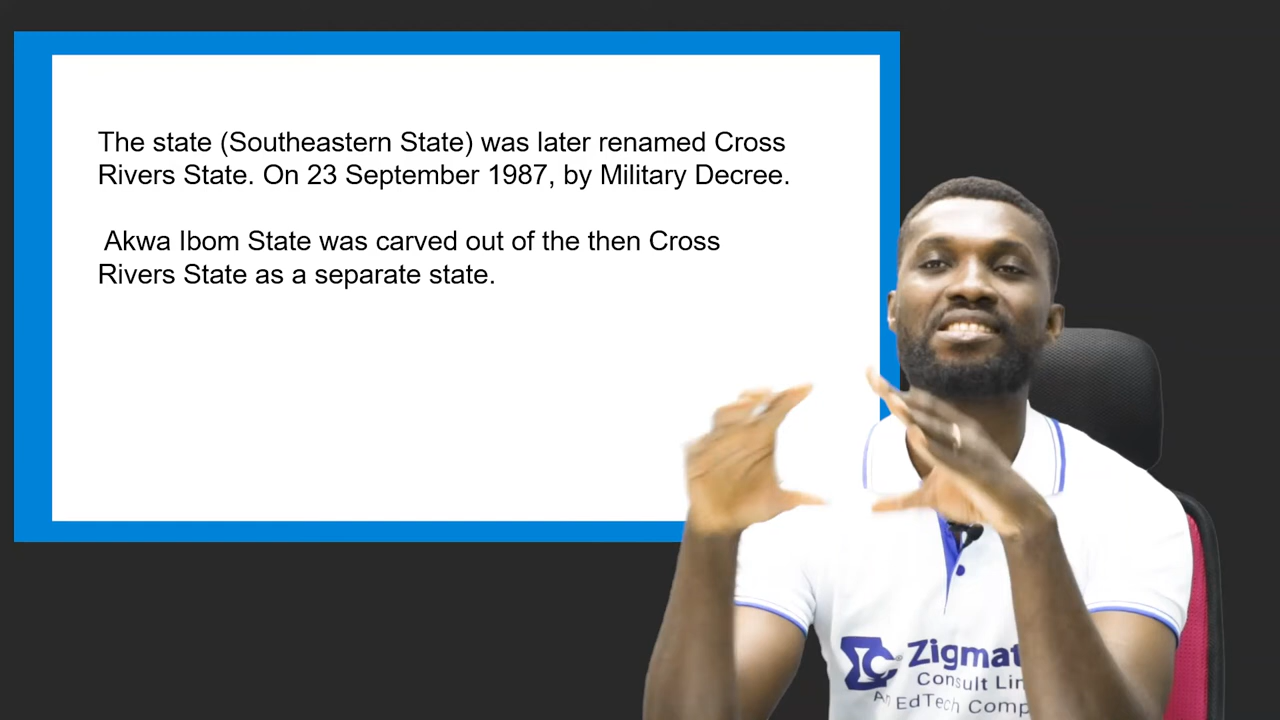 The state (Southeastern State) was later renamed Cross
Rivers State. On 23 September 1987, by Military Decree.
Akwa Ibom State was carved out of the then Cross
Rivers State as a separate state.
Zigmat
Consult Lim
An EdTech Comp